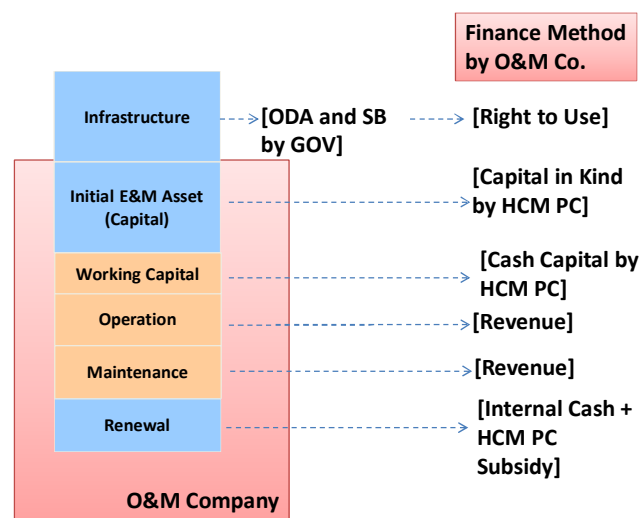 Finance Method
by O&M Co.
Infrastructure
[ODA and SB
by GOV]
[Right to Use]
Initial E&M Asset
(Capital)
[Capital in Kind
by HCM PC]
Working Capital
[Cash Capital by
HCM PC]
Operation
[Revenue]
Maintenance
[Revenue]
Renewal
[Internal Cash +
HCM PC
Subsidy]
O&M Company